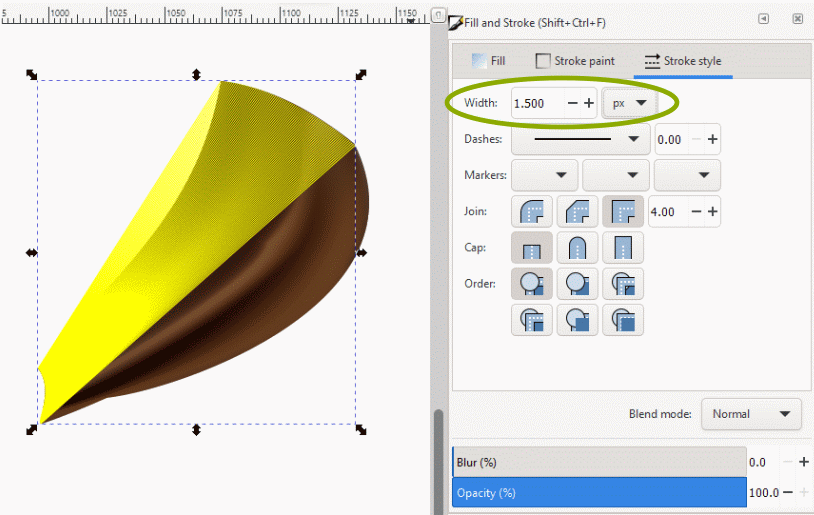 5 1000 1025 1050 1075 1100 1125 1150
Fill and Stroke (Shift+Ctrl+F)
Fill Stroke paint Stroke style
Width: 1.500 − + px
Dashes: 0.00 − +
Markers:
Join: 4.00 − +
Cap:
Order:
Blend mode: Normal
Blur (%) 0.0 − +
Opacity (%) 100.0 − +